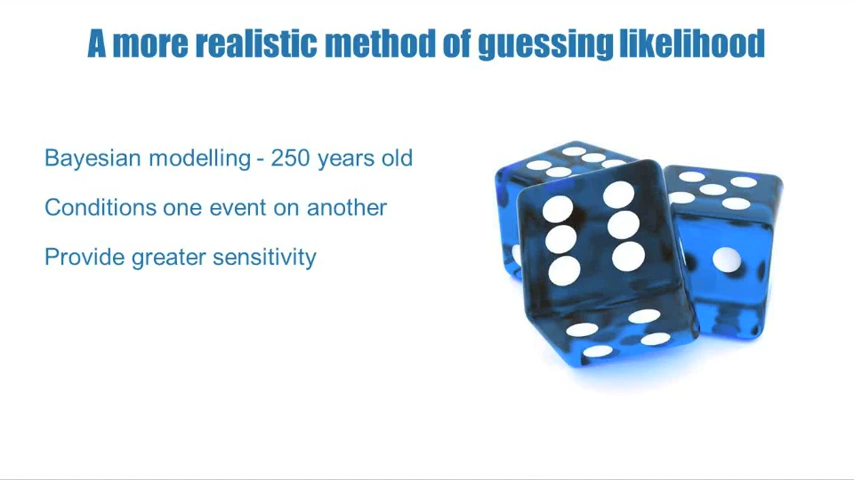 A more realistic method of guessing likelihood
Bayesian modelling - 250 years old
Conditions one event on another
Provide greater sensitivity